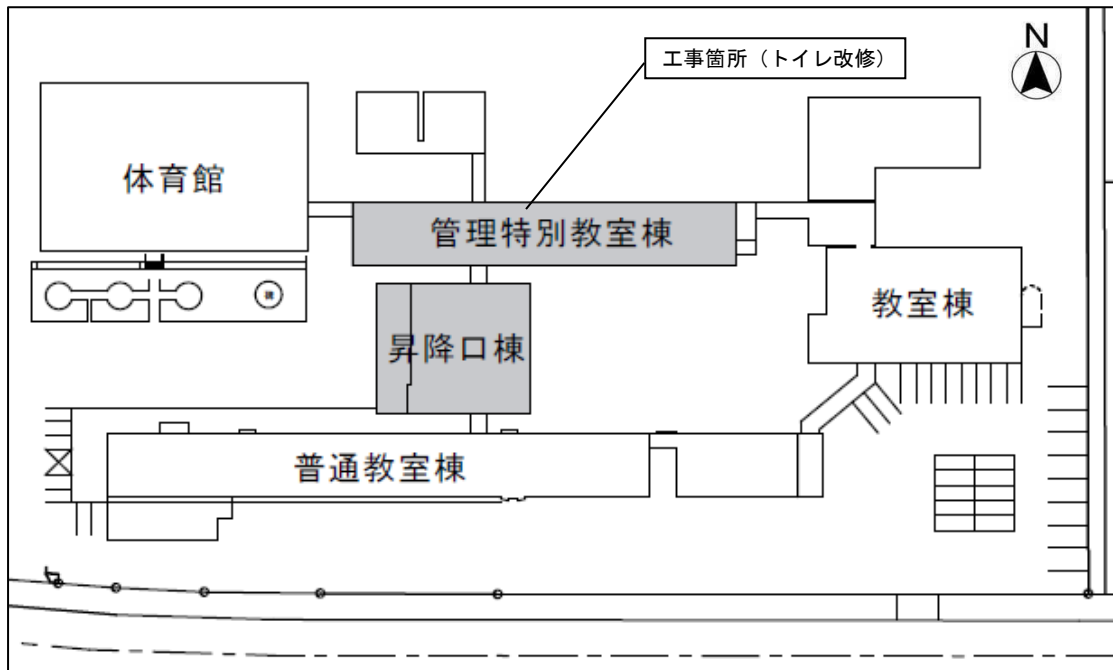 工事箇所（トイレ改修）
N
体育館
管理特別教室棟
教室棟
昇降口棟
普通教室棟